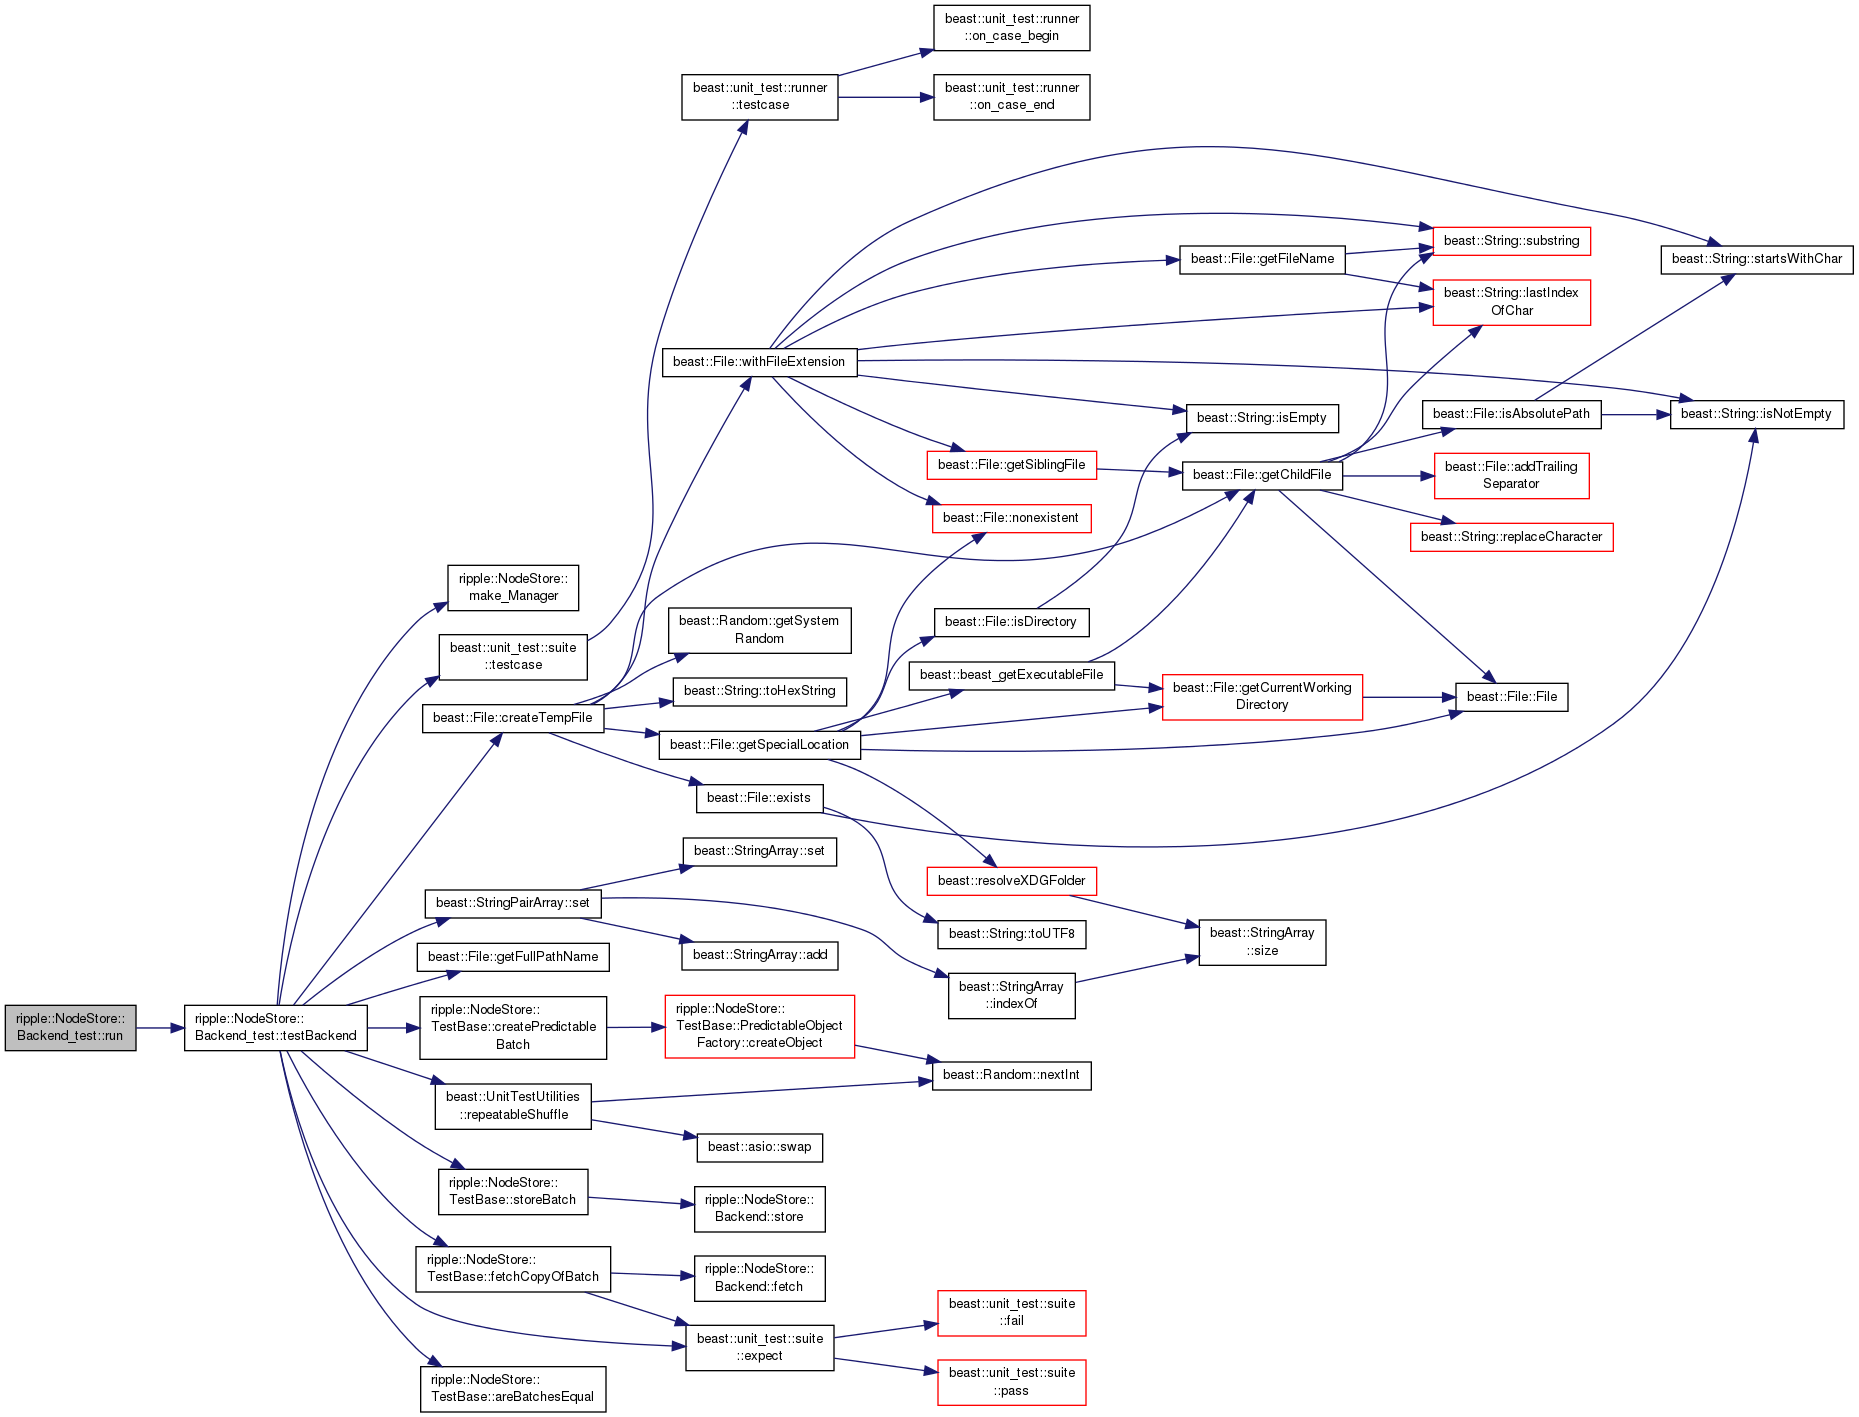 beast::unit_test::runner
::on_case_begin
beast::unit_test::runner
::testcase
beast::unit_test::runner
::on_case_end
beast::String::substring
beast::File::getFileName
beast::String::startsWithChar
beast::String::lastIndex
OfChar
beast::File::withFileExtension
beast::String::isEmpty
beast::File::isAbsolutePath
beast::String::isNotEmpty
beast::File::getSiblingFile
beast::File::getChildFile
beast::File::addTrailing
Separator
beast::File::nonexistent
beast::String::replaceCharacter
ripple::NodeStore::
make_Manager
beast::Random::getSystem
Random
beast::File::isDirectory
beast::unit_test::suite
::testcase
beast::beast_getExecutableFile
beast::String::toHexString
beast::File::getCurrentWorking
Directory
beast::File::File
beast::File::createTempFile
beast::File::getSpecialLocation
beast::File::exists
beast::StringArray::set
beast::resolveXDGFolder
beast::StringPairArray::set
beast::String::toUTF8
beast::StringArray
::size
beast::File::getFullPathName
beast::StringArray::add
beast::StringArray
::indexOf
ripple::NodeStore::
Backend_test::run
ripple::NodeStore::
Backend_test::testBackend
ripple::NodeStore::
TestBase::createPredictable
Batch
ripple::NodeStore::
TestBase::PredictableObject
Factory::createObject
beast::Random::nextInt
beast::UnitTestUtilities
::repeatableShuffle
beast::asio::swap
ripple::NodeStore::
TestBase::storeBatch
ripple::NodeStore::
Backend::store
ripple::NodeStore::
TestBase::fetchCopyOfBatch
ripple::NodeStore::
Backend::fetch
beast::unit_test::suite
::fail
beast::unit_test::suite
::expect
beast::unit_test::suite
::pass
ripple::NodeStore::
TestBase::areBatchesEqual